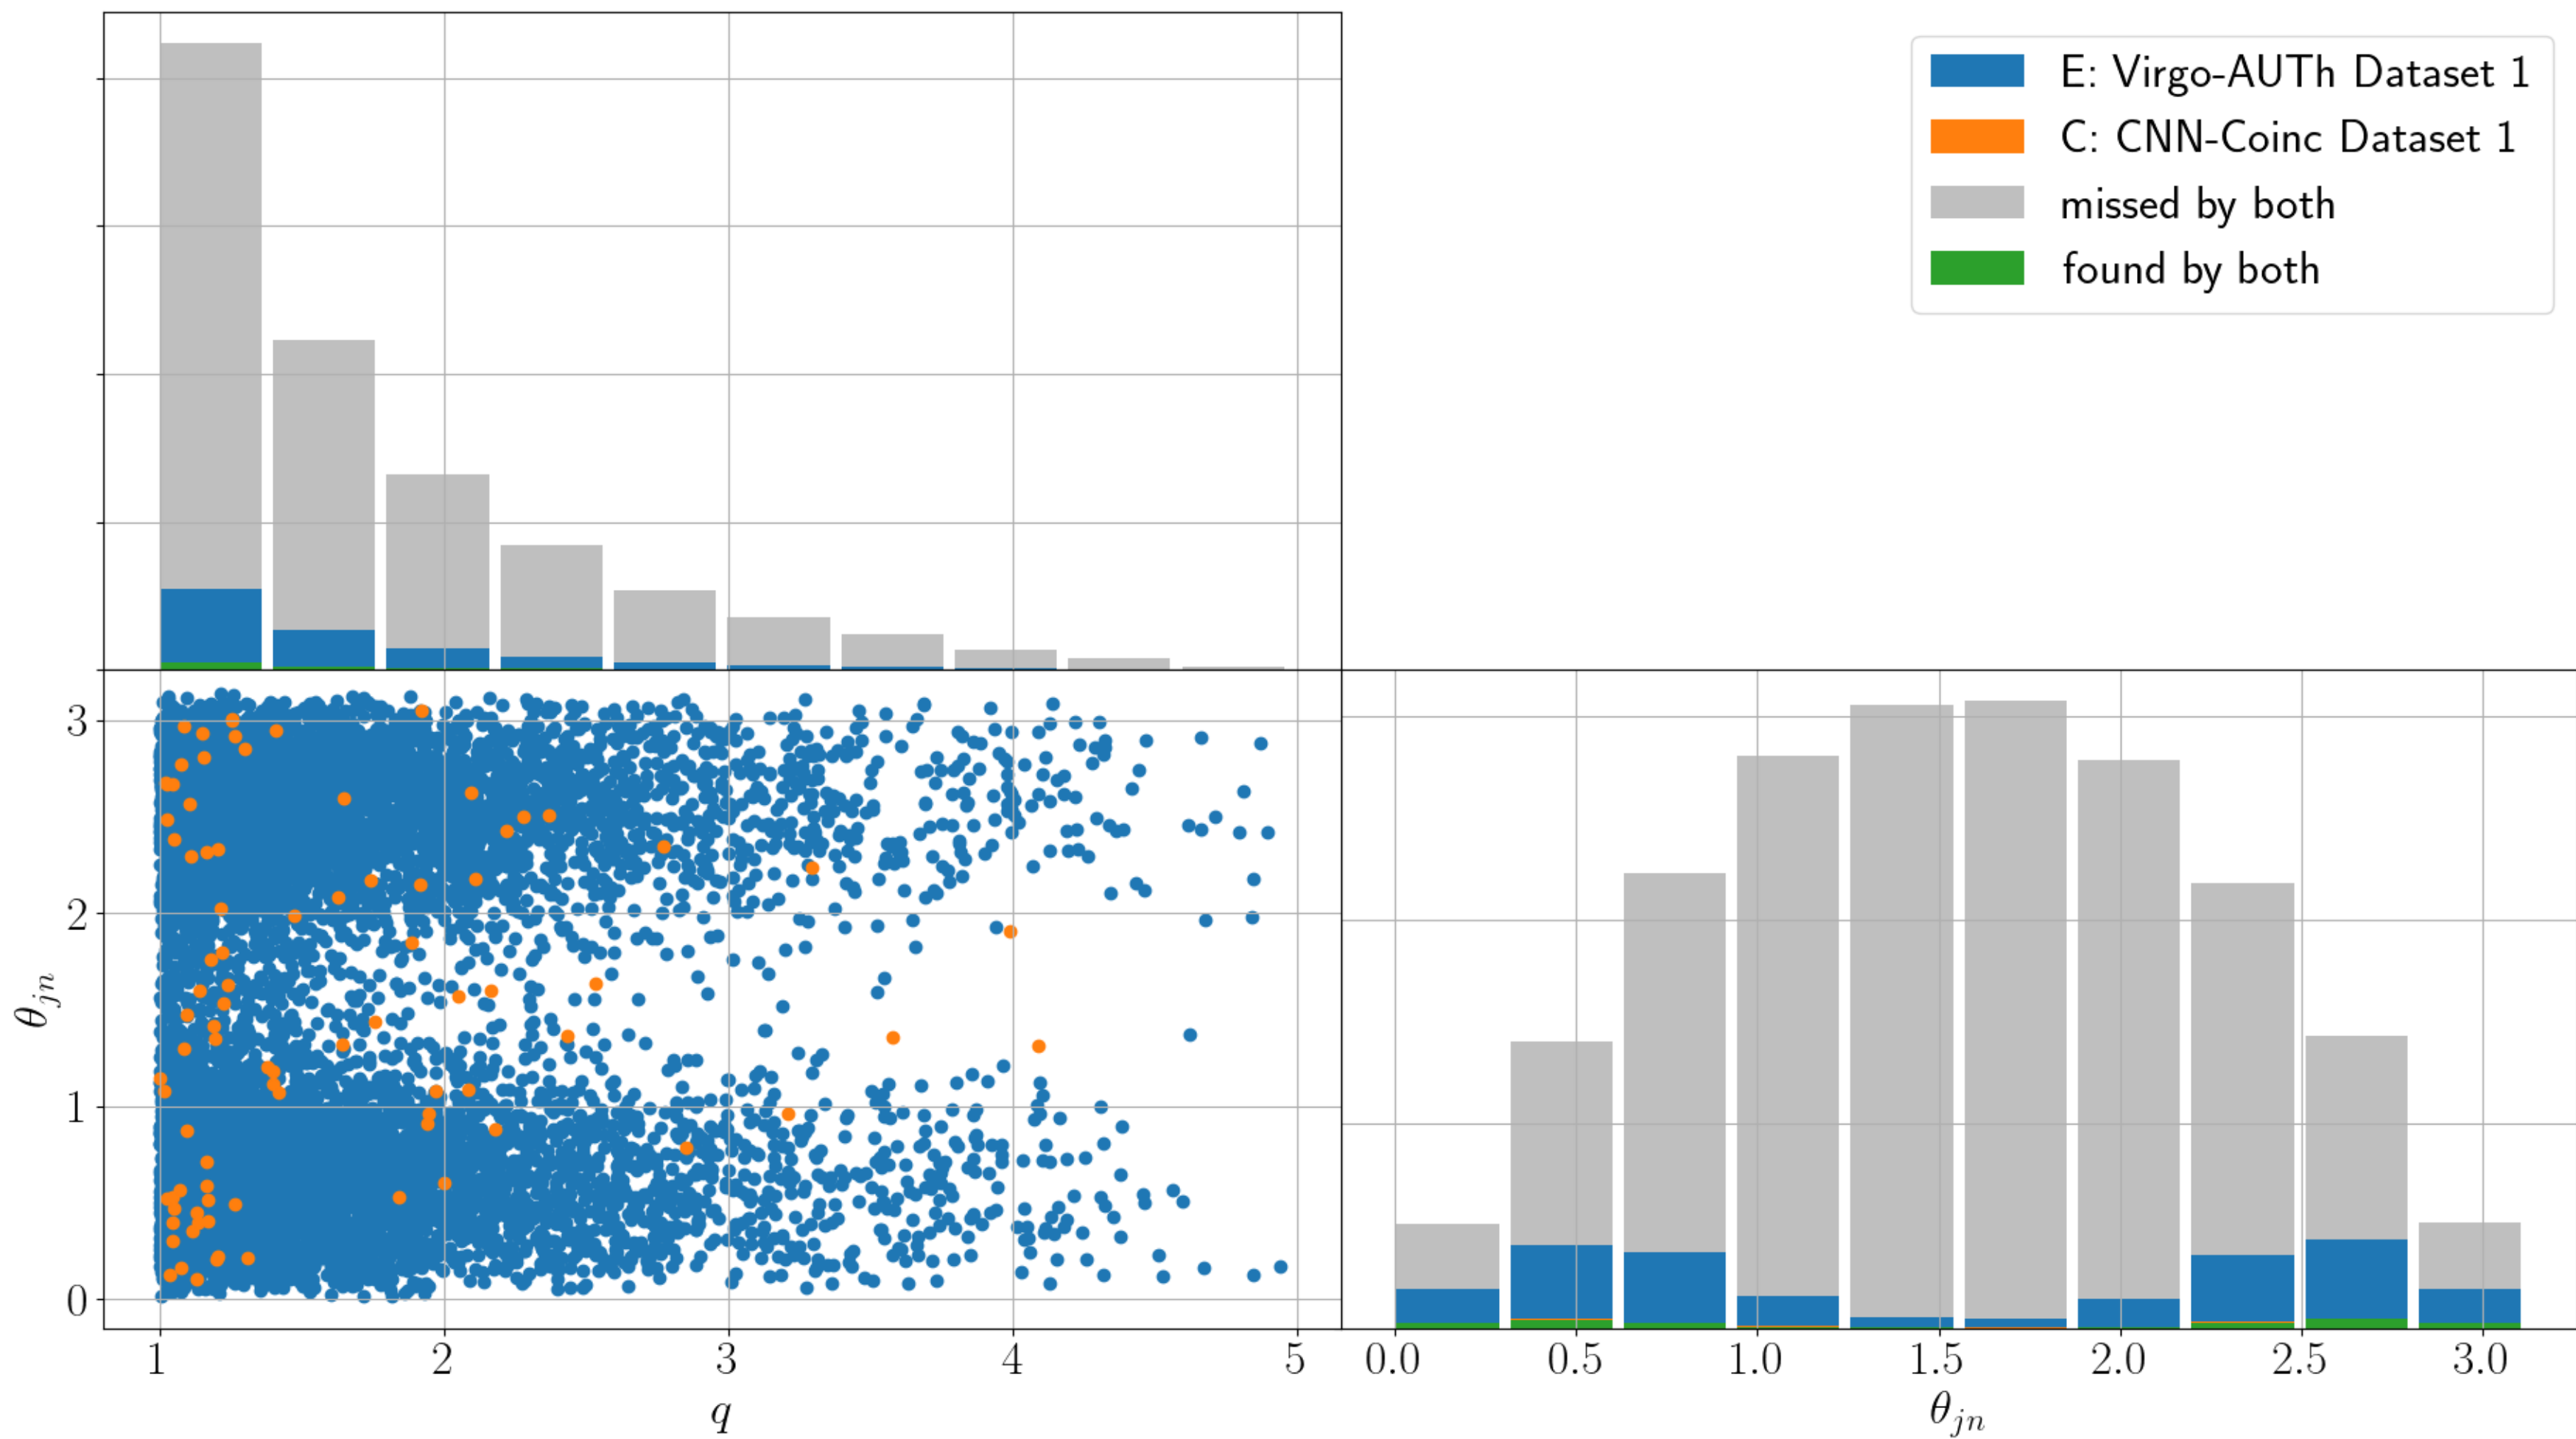 E: Virgo-AUTh Dataset 1
C: CNN-Coinc Dataset 1
missed by both
found by both
3
2
1
0
θjn
1 2 3 4 5
q
0.0 0.5 1.0 1.5 2.0 2.5 3.0
θjn